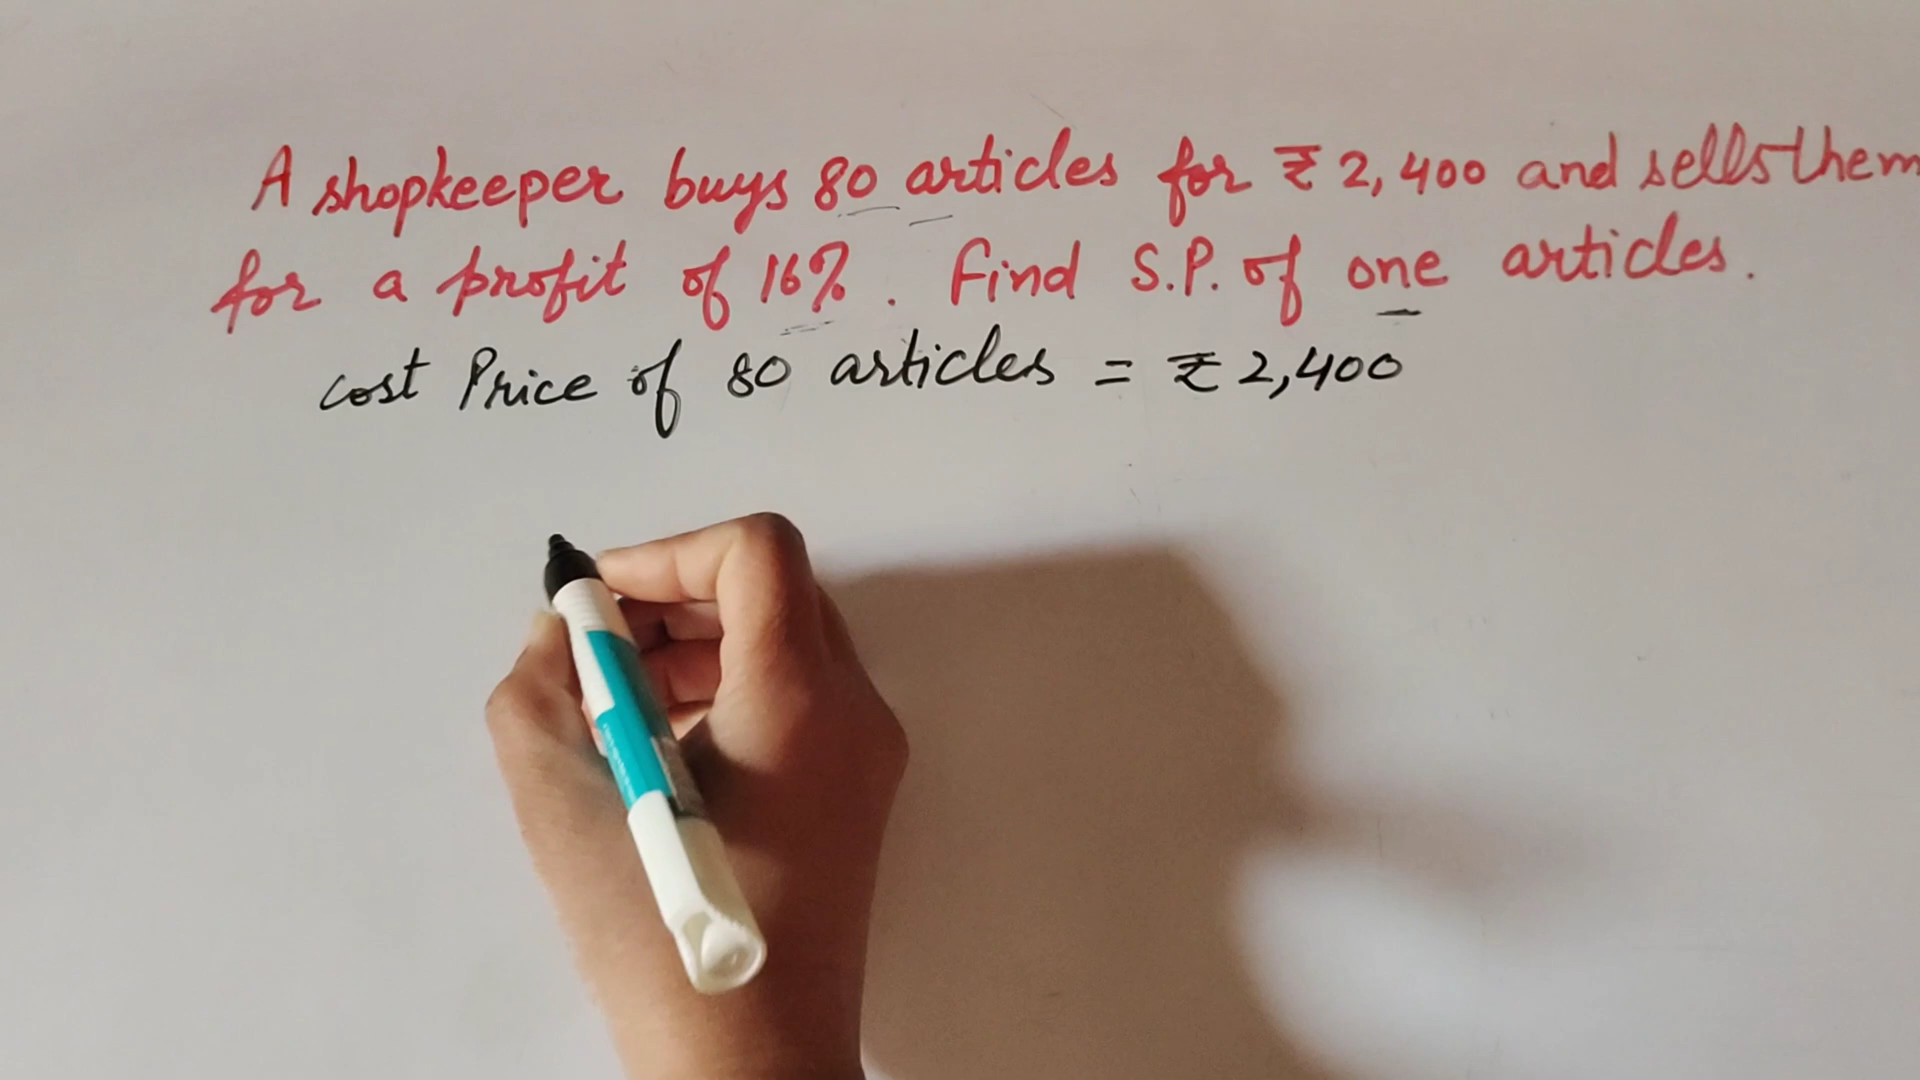 A shopkeeper buys 80 articles for ₹ 2,400 and sells them
for a profit of 16%. Find S.P. of one articles.
cost Price of 80 articles = ₹ 2,400